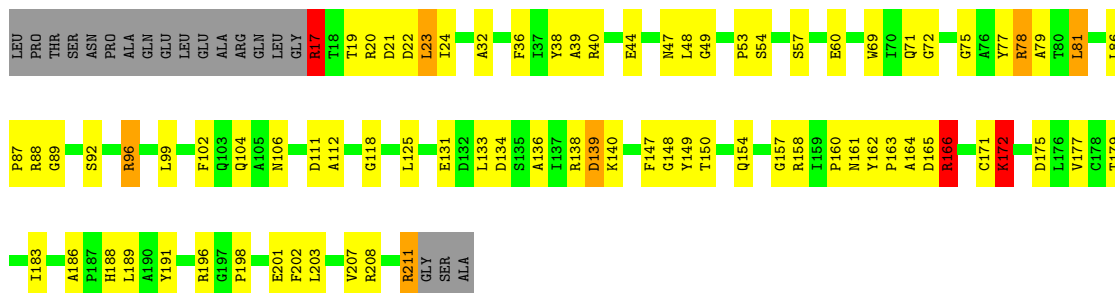 LEU PRO THR SER ASN PRO ALA GLN GLU LEU GLU ALA ARG GLN LEU GLY R17 T18 T19 R20 D21 D22 L23 I24 A32 F36 I37 Y38 A39 R40 E44 N47 L48 G49 P53 S54 S57 E60 W69 I70 Q71 G72 G75 A76 Y77 R78 A79 T80 L81
P87 R88 G89 S92 R96 L99 F102 Q103 Q104 A105 N106 D111 A112 G118 L125 E131 D132 L133 D134 S135 A136 I137 R138 D139 K140 F147 G148 Y149 T150 Q154 G157 R158 I159 P160 N161 Y162 P163 A164 D165 R166 C171 K172 D175 L176 V177 C178
I183 A186 P187 H188 L189 A190 Y191 R196 G197 P198 E201 F202 L203 V207 R208 R211 GLY SER ALA